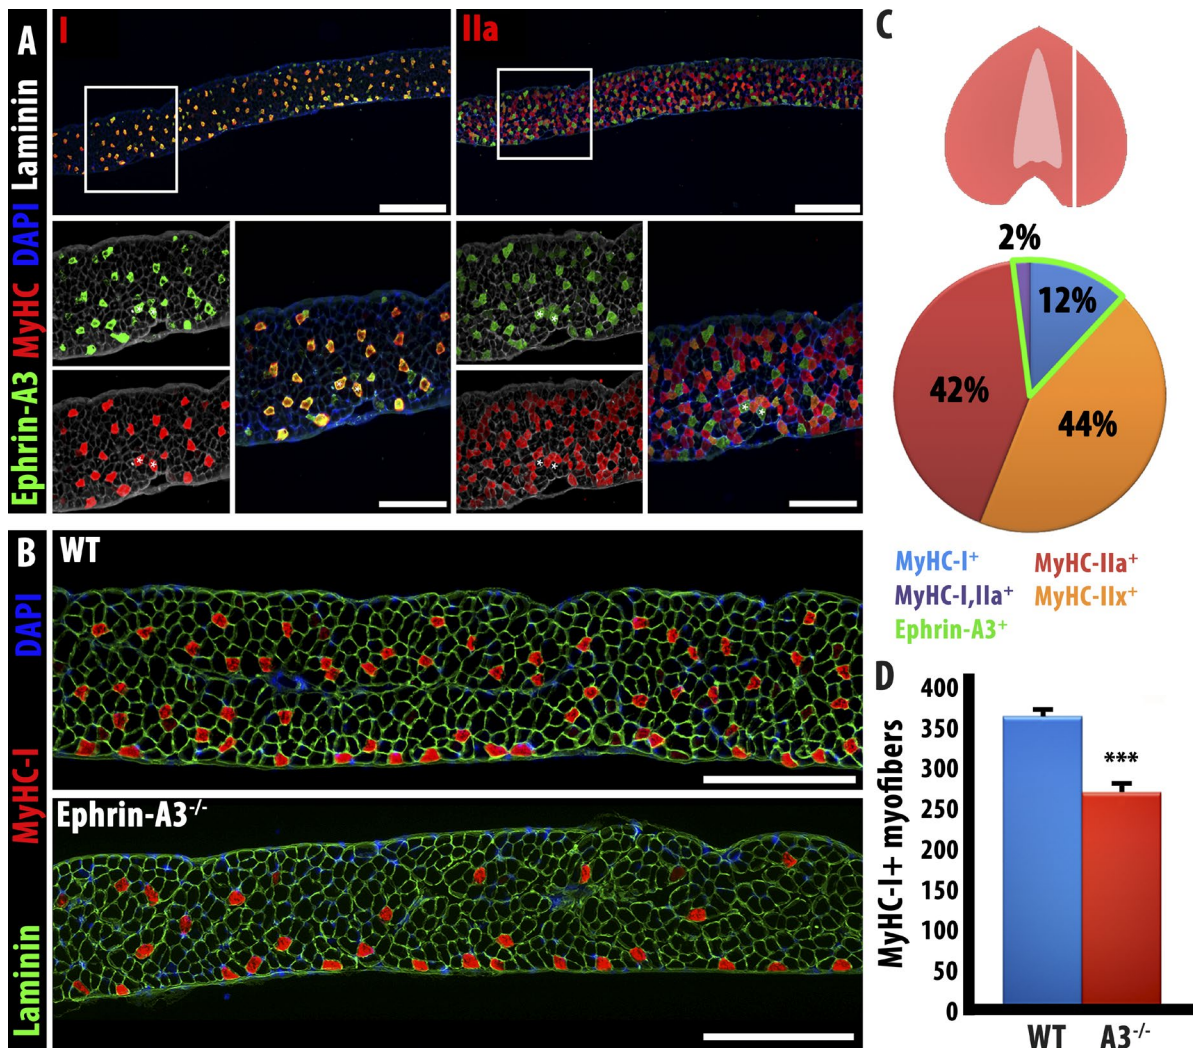 A
Ephrin-A3 MyHC DAPI Laminin
I
IIa
B
Laminin MyHC-I DAPI
WT
Ephrin-A3-/-
C
2%
12%
42%
44%
MyHC-I+
MyHC-IIa+
MyHC-I,IIa+
MyHC-IIx+
Ephrin-A3+
D
MyHC-I+ myofibers
400
350
300
250
200
150
100
50
0
***
WT
A3-/-